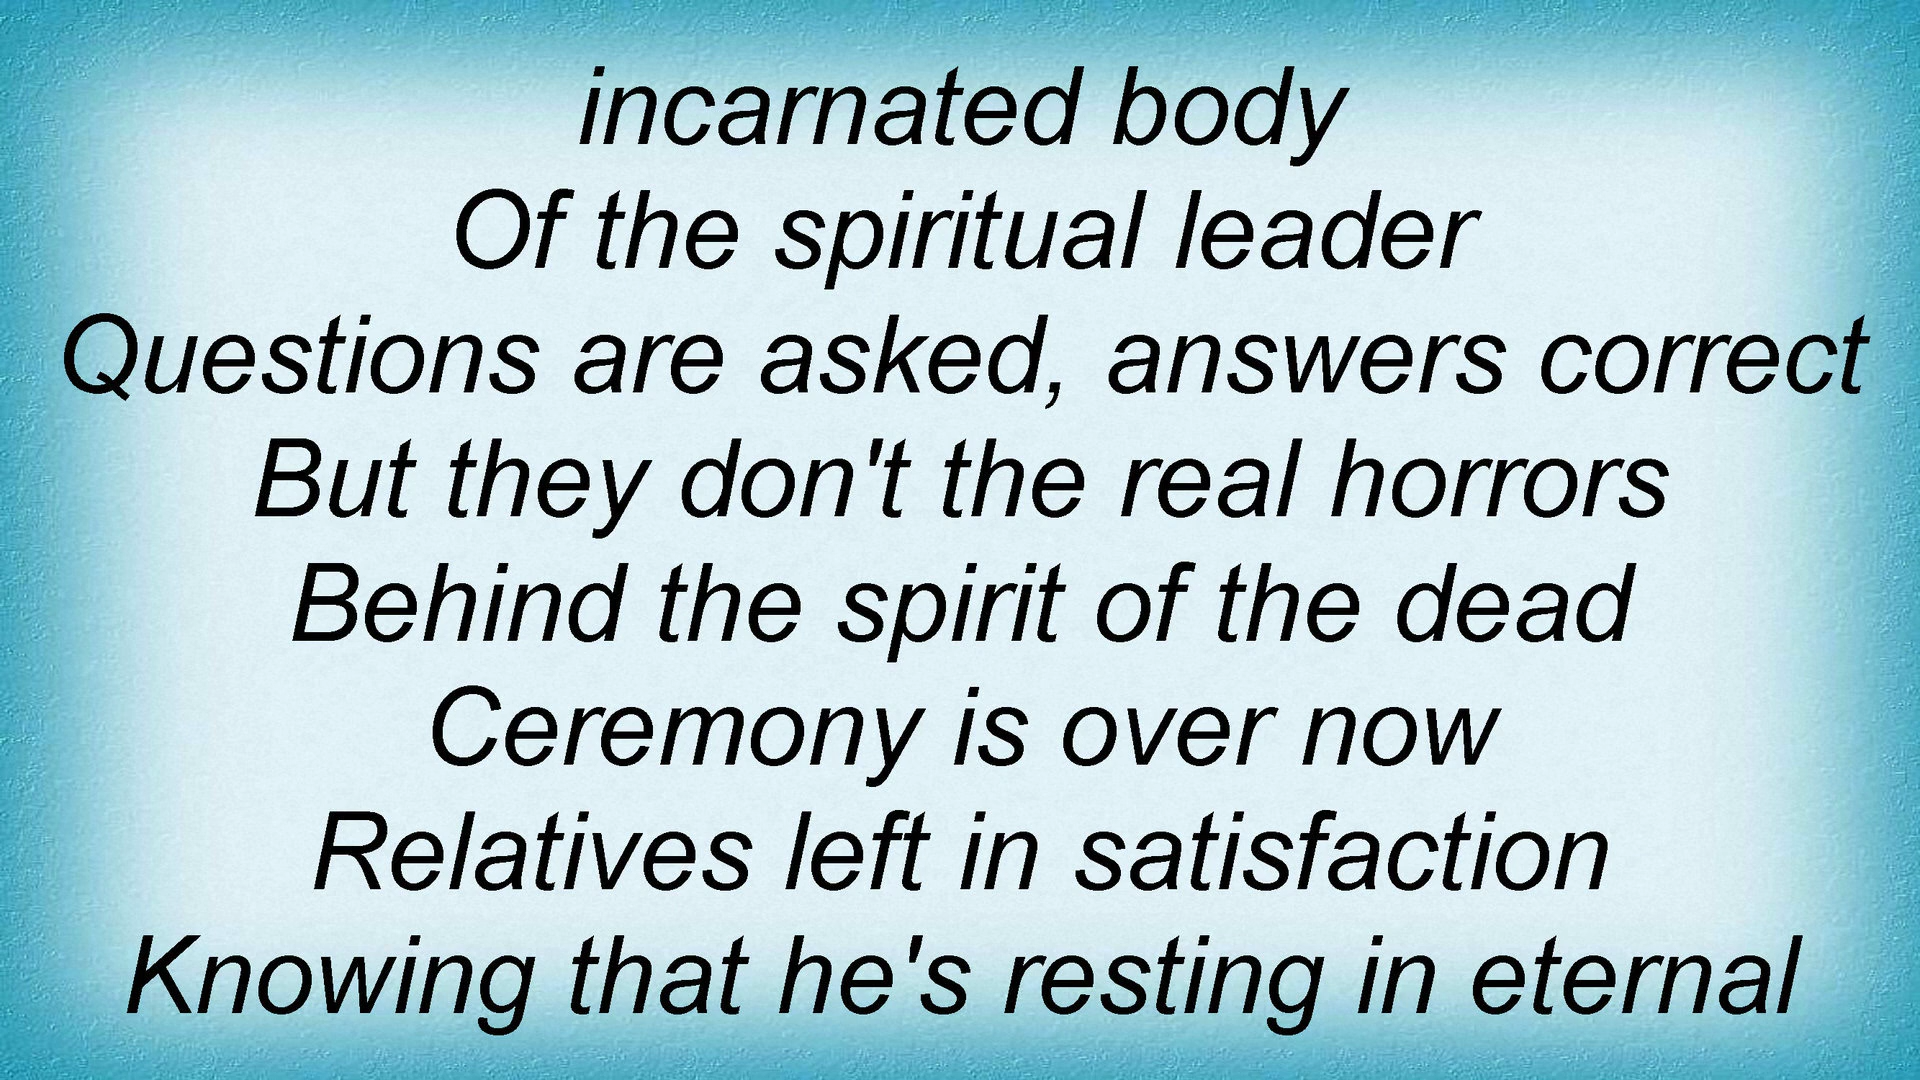 incarnated body
Of the spiritual leader
Questions are asked, answers correct
But they don't the real horrors
Behind the spirit of the dead
Ceremony is over now
Relatives left in satisfaction
Knowing that he's resting in eternal